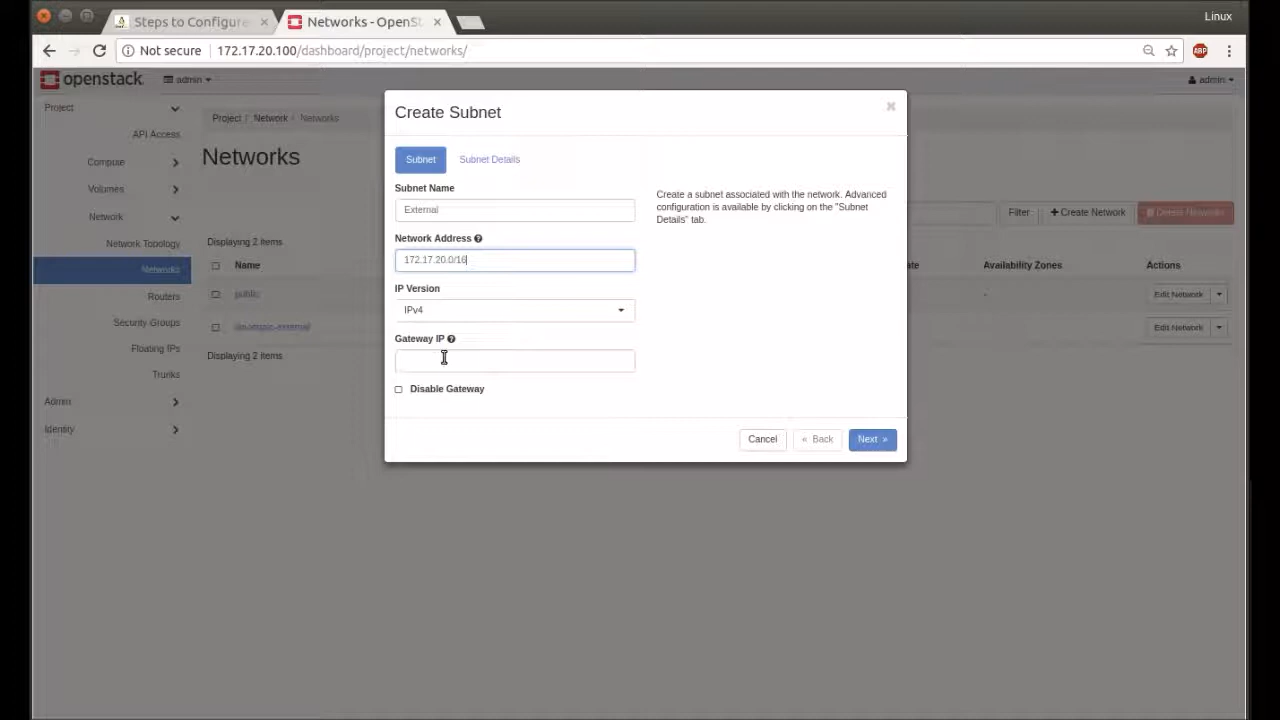 Steps to Configure
Networks - OpenSt
Linux
Not secure
172.17.20.100/dashboard/project/networks/
ABP
openstack.
admin
admin
Project
API Access
Compute
Volumes
Network
Network Topology
Networks
Routers
Security Groups
Floating IPs
Trunks
Admin
Identity
Project / Network / Networks
Networks
Filter
+ Create Network
Delete Networks
Displaying 2 items
Name
Availability Zones
Actions
public
-
Edit Network
Edit Network
Displaying 2 items
Create Subnet
×
Subnet
Subnet Details
Subnet Name
External
Network Address
172.17.20.0/16
IP Version
IPv4
Gateway IP
Disable Gateway
Create a subnet associated with the network. Advanced
configuration is available by clicking on the "Subnet
Details" tab.
Cancel
« Back
Next »